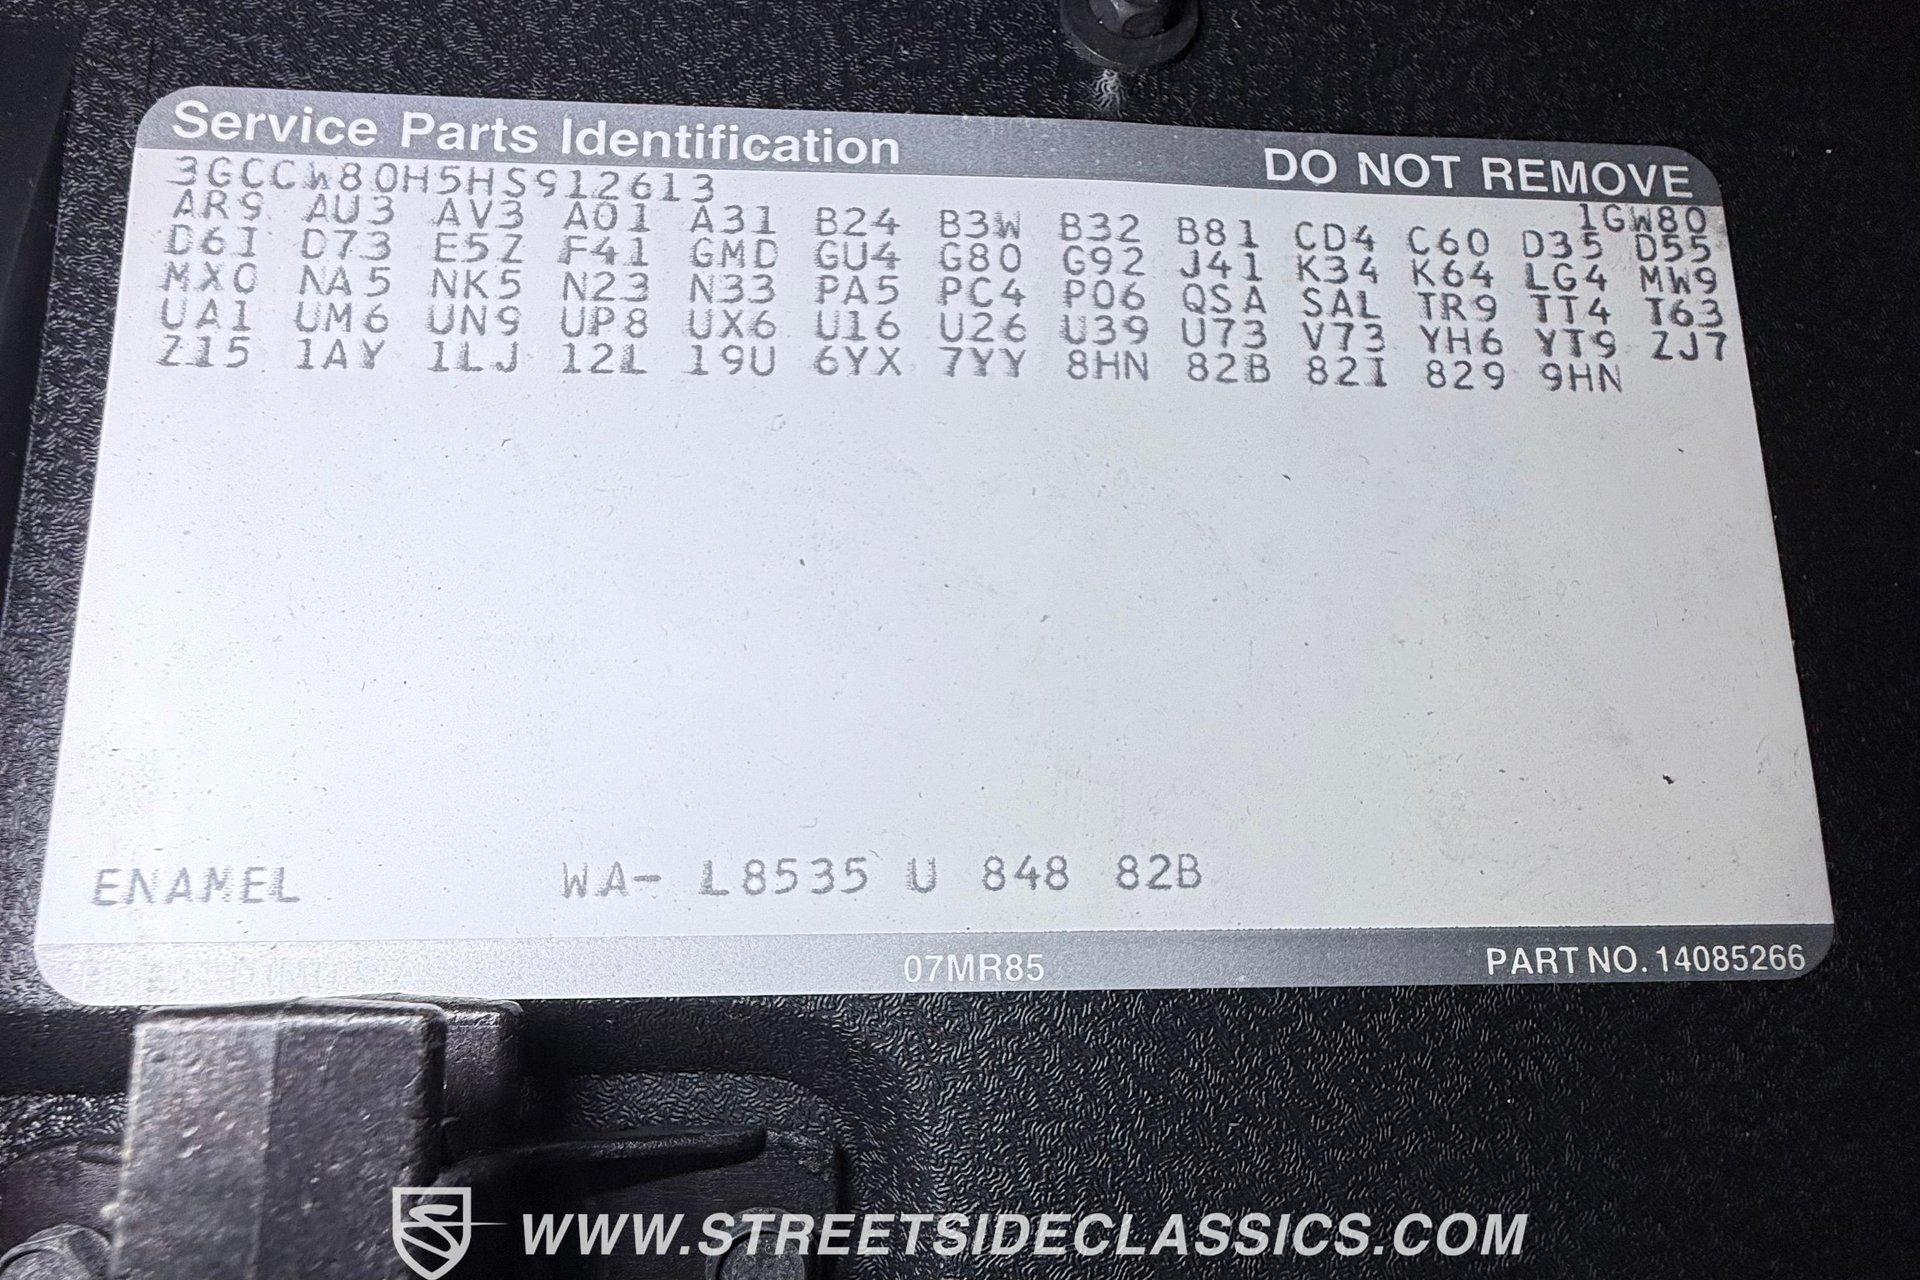 Service Parts Identification
DO NOT REMOVE
3GCCW80H5HS912613
1GW80
AR9 AU3 AV3 A01 A31 B24 B3W B32 B81 CD4 C60 D35 D55
D6I D73 E5Z F41 GMD GU4 G80 G92 J41 K34 K64 LG4 MW9
MX0 NA5 NK5 N23 N33 PA5 PC4 P06 QSA SAL TR9 TT4 T63
UA1 UM6 UN9 UP8 UX6 U16 U26 U39 U73 V73 YH6 YT9 ZJ7
Z15 1AY 1LJ 12L 19U 6YX 7YY 8HN 82B 82I 829 9HN
ENAMEL WA- L8535 U 848 82B
07MR85
PART NO. 14085266
WWW.STREETSIDECLASSICS.COM